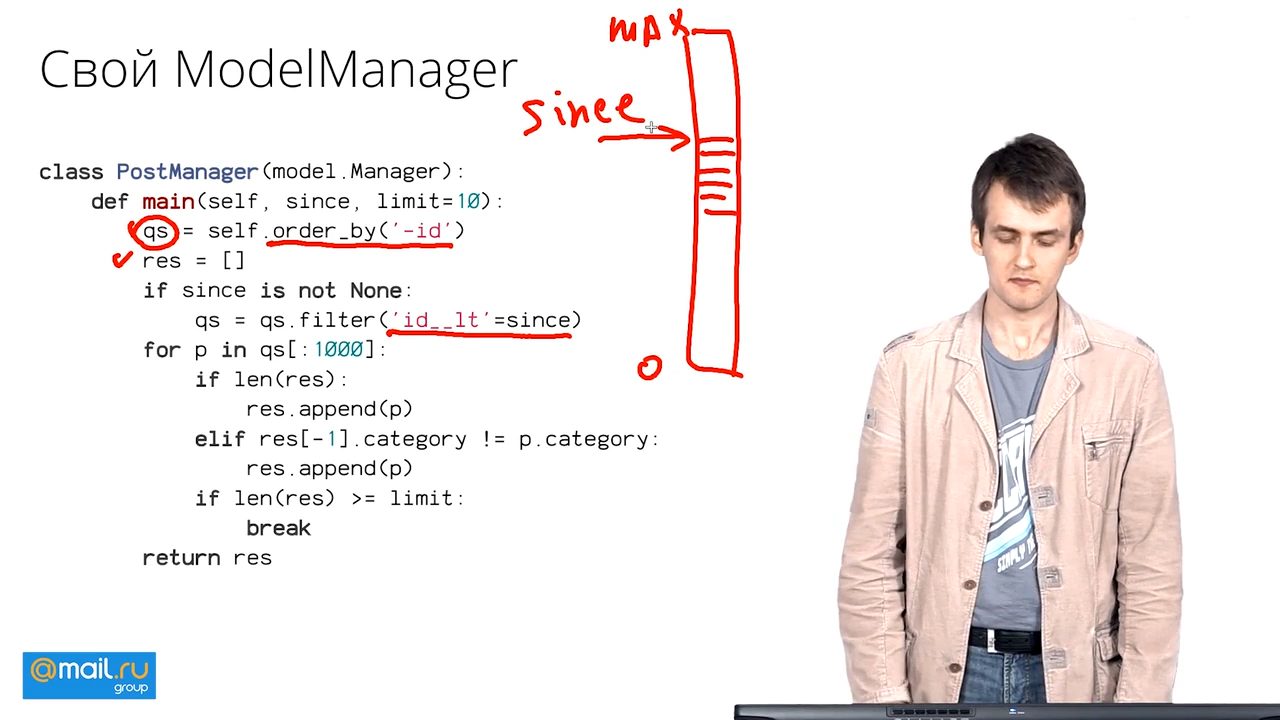 Свой ModelManager
class PostManager(model.Manager):
def main(self, since, limit=10):
qs = self.order_by('-id')
res = []
if since is not None:
qs = qs.filter('id__lt'=since)
for p in qs[:1000]:
if len(res):
res.append(p)
elif res[-1].category != p.category:
res.append(p)
if len(res) >= limit:
break
return res
max
since
0
@mail.ru
group
SIMPLY